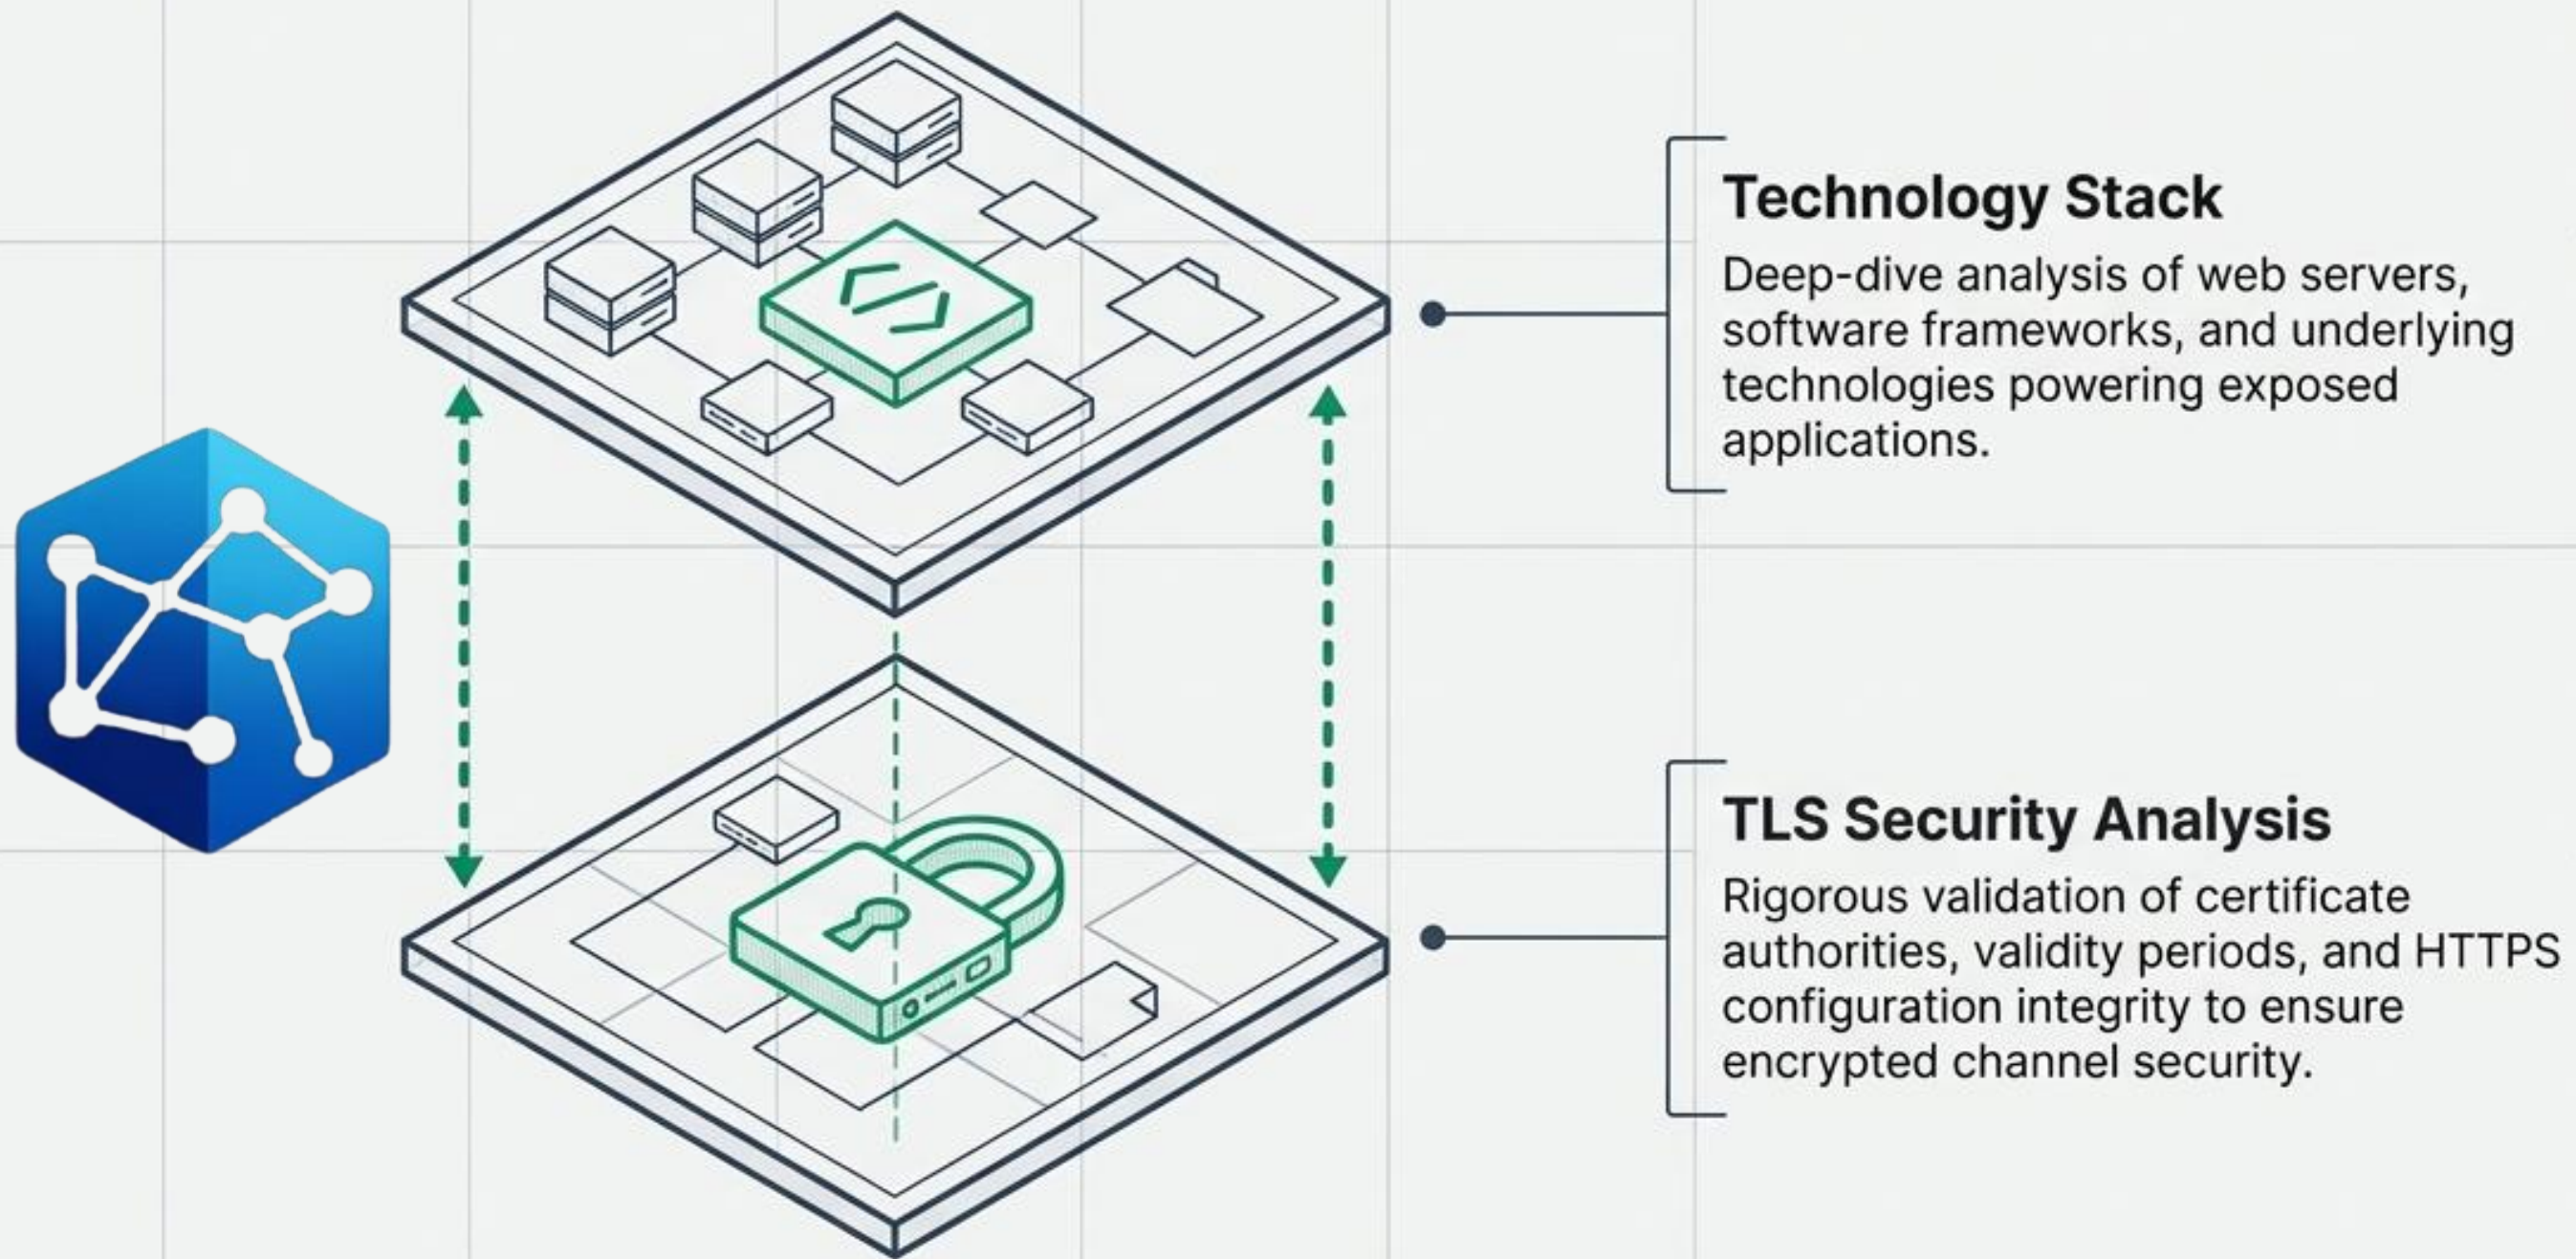 Technology Stack
Deep-dive analysis of web servers,
software frameworks, and underlying
technologies powering exposed
applications.
TLS Security Analysis
Rigorous validation of certificate
authorities, validity periods, and HTTPS
configuration integrity to ensure
encrypted channel security.